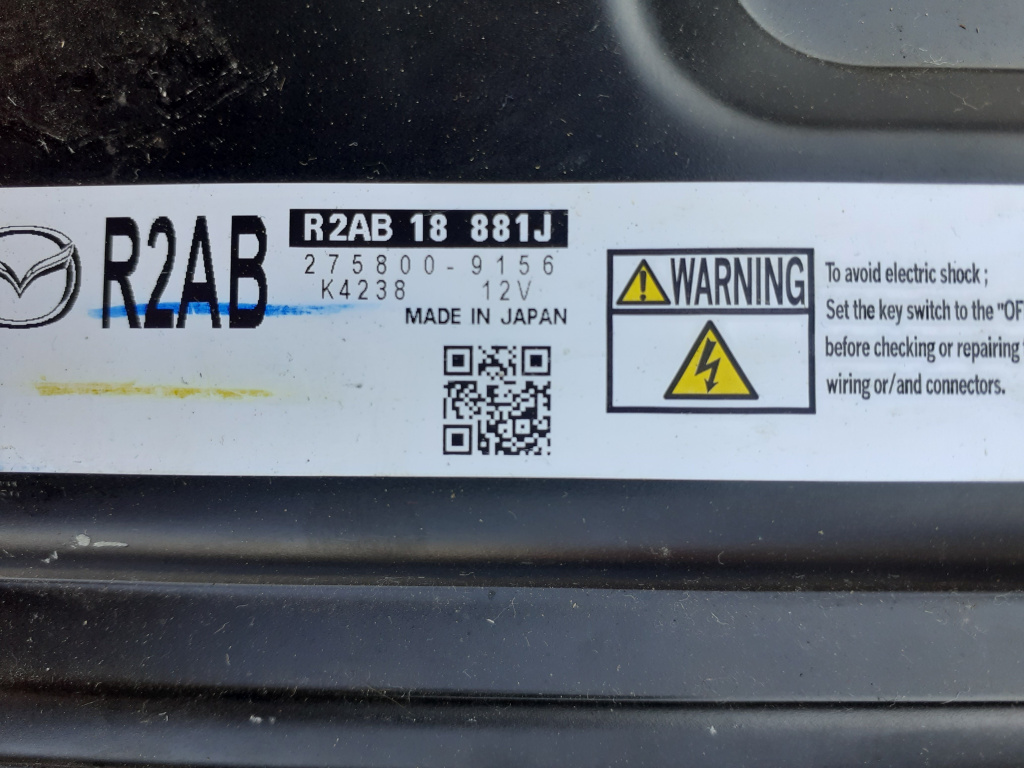 R2AB
R2AB 18 881J
275800-9156
K4238 12V
MADE IN JAPAN
WARNING
To avoid electric shock ;
Set the key switch to the "OF
before checking or repairing
wiring or/and connectors.